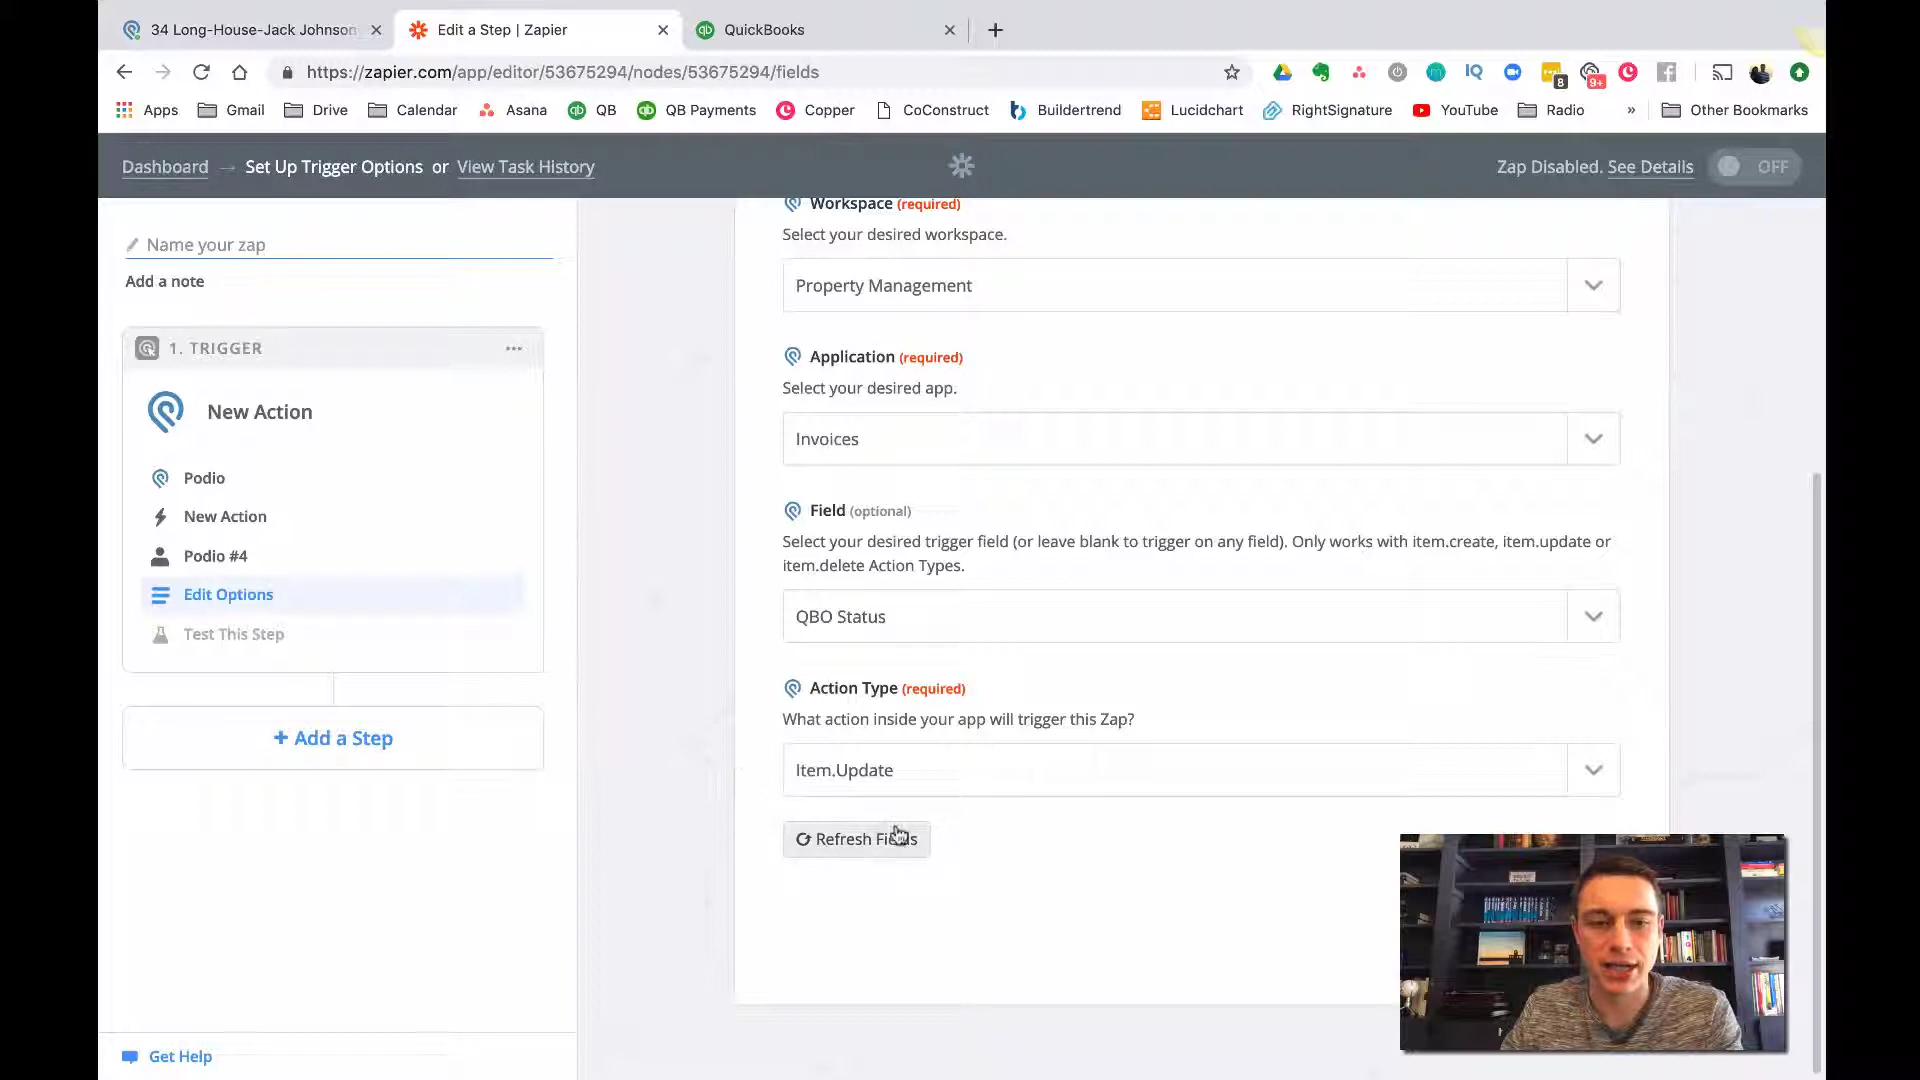 34 Long-House-Jack Johnson
Edit a Step | Zapier
QuickBooks
https://zapier.com/app/editor/53675294/nodes/53675294/fields
8
9+
Apps
Gmail
Drive
Calendar
Asana
QB
QB Payments
Copper
CoConstruct
Buildertrend
Lucidchart
RightSignature
YouTube
Radio
»
Other Bookmarks
Dashboard → Set Up Trigger Options or View Task History
Zap Disabled. See Details
OFF
Name your zap
Add a note
1. TRIGGER
New Action
Podio
New Action
Podio #4
Edit Options
Test This Step
+ Add a Step
Get Help
Workspace (required)
Select your desired workspace.
Property Management
Application (required)
Select your desired app.
Invoices
Field (optional)
Select your desired trigger field (or leave blank to trigger on any field). Only works with item.create, item.update or
item.delete Action Types.
QBO Status
Action Type (required)
What action inside your app will trigger this Zap?
Item.Update
Refresh Fields